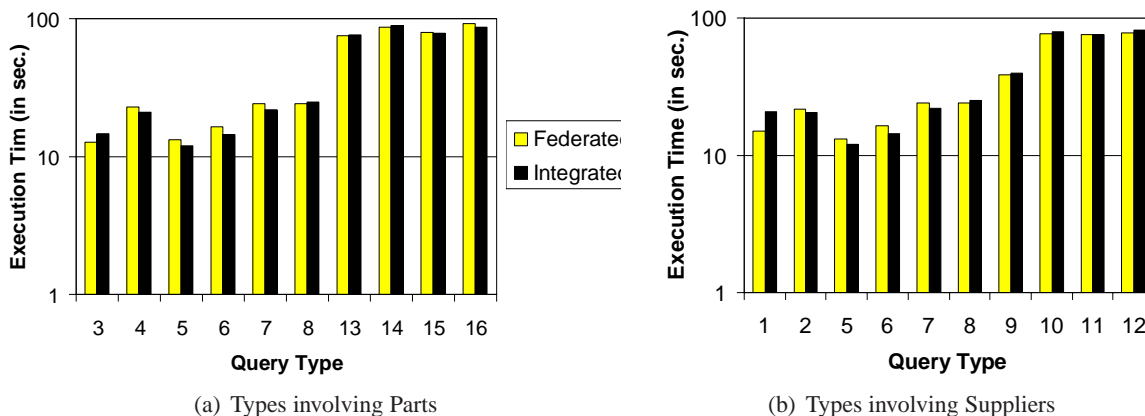 100
10
1
Execution Tim (in sec.)
3 4 5 6 7 8 13 14 15 16
Query Type
Federated
Integrated
(a) Types involving Parts
100
10
1
Execution Time (in sec.)
1 2 5 6 7 8 9 10 11 12
Query Type
(b) Types involving Suppliers